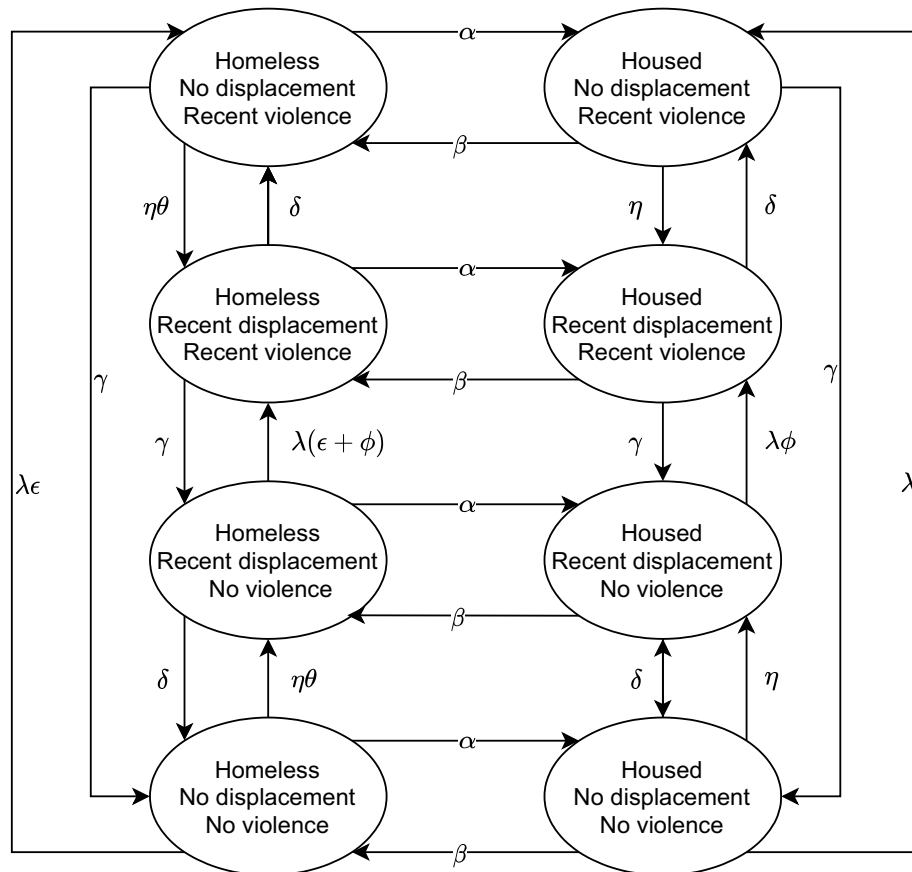 Homeless
No displacement
Recent violence
α
Housed
No displacement
Recent violence
β
ηθ
δ
η
δ
Homeless
Recent displacement
Recent violence
α
Housed
Recent displacement
Recent violence
β
γ
γ
γ
λ(ϵ + ϕ)
γ
λϕ
λϵ
λ
Homeless
Recent displacement
No violence
α
Housed
Recent displacement
No violence
β
δ
ηθ
δ
η
Homeless
No displacement
No violence
α
Housed
No displacement
No violence
β